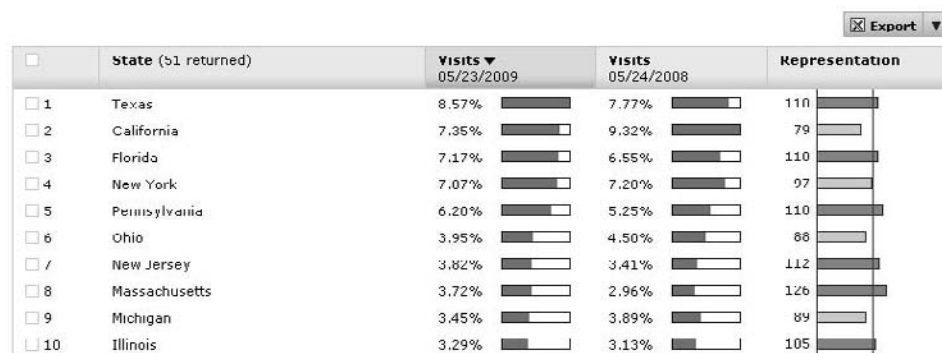 Export ▼
State (51 returned) Visits ▼ Visits Representation
05/23/2009 05/24/2008
1 Texas 8.57% 7.77% 110
2 California 7.35% 9.32% 79
3 Florida 7.17% 6.55% 110
4 New York 7.07% 7.20% 97
5 Pennsylvania 6.20% 5.25% 118
6 Ohio 3.95% 4.50% 88
7 New Jersey 3.82% 3.41% 112
8 Massachusetts 3.72% 2.96% 126
9 Michigan 3.45% 3.89% 89
10 Illinois 3.29% 3.13% 105